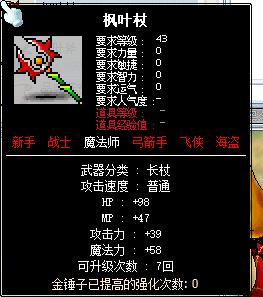 枫叶杖
要求等级 : 43
要求力量 : 0
要求敏捷 : 0
要求智力 : 0
要求运气 : 0
要求人气度 : -
道具等级 : -
道具经验值 : -
新手 战士 魔法师 弓箭手 飞侠 海盗
武器分类 : 长杖
攻击速度 : 普通
HP : +98
MP : +47
攻击力 : +39
魔法力 : +58
可升级次数 : 7回
金锤子已提高的强化次数: 0